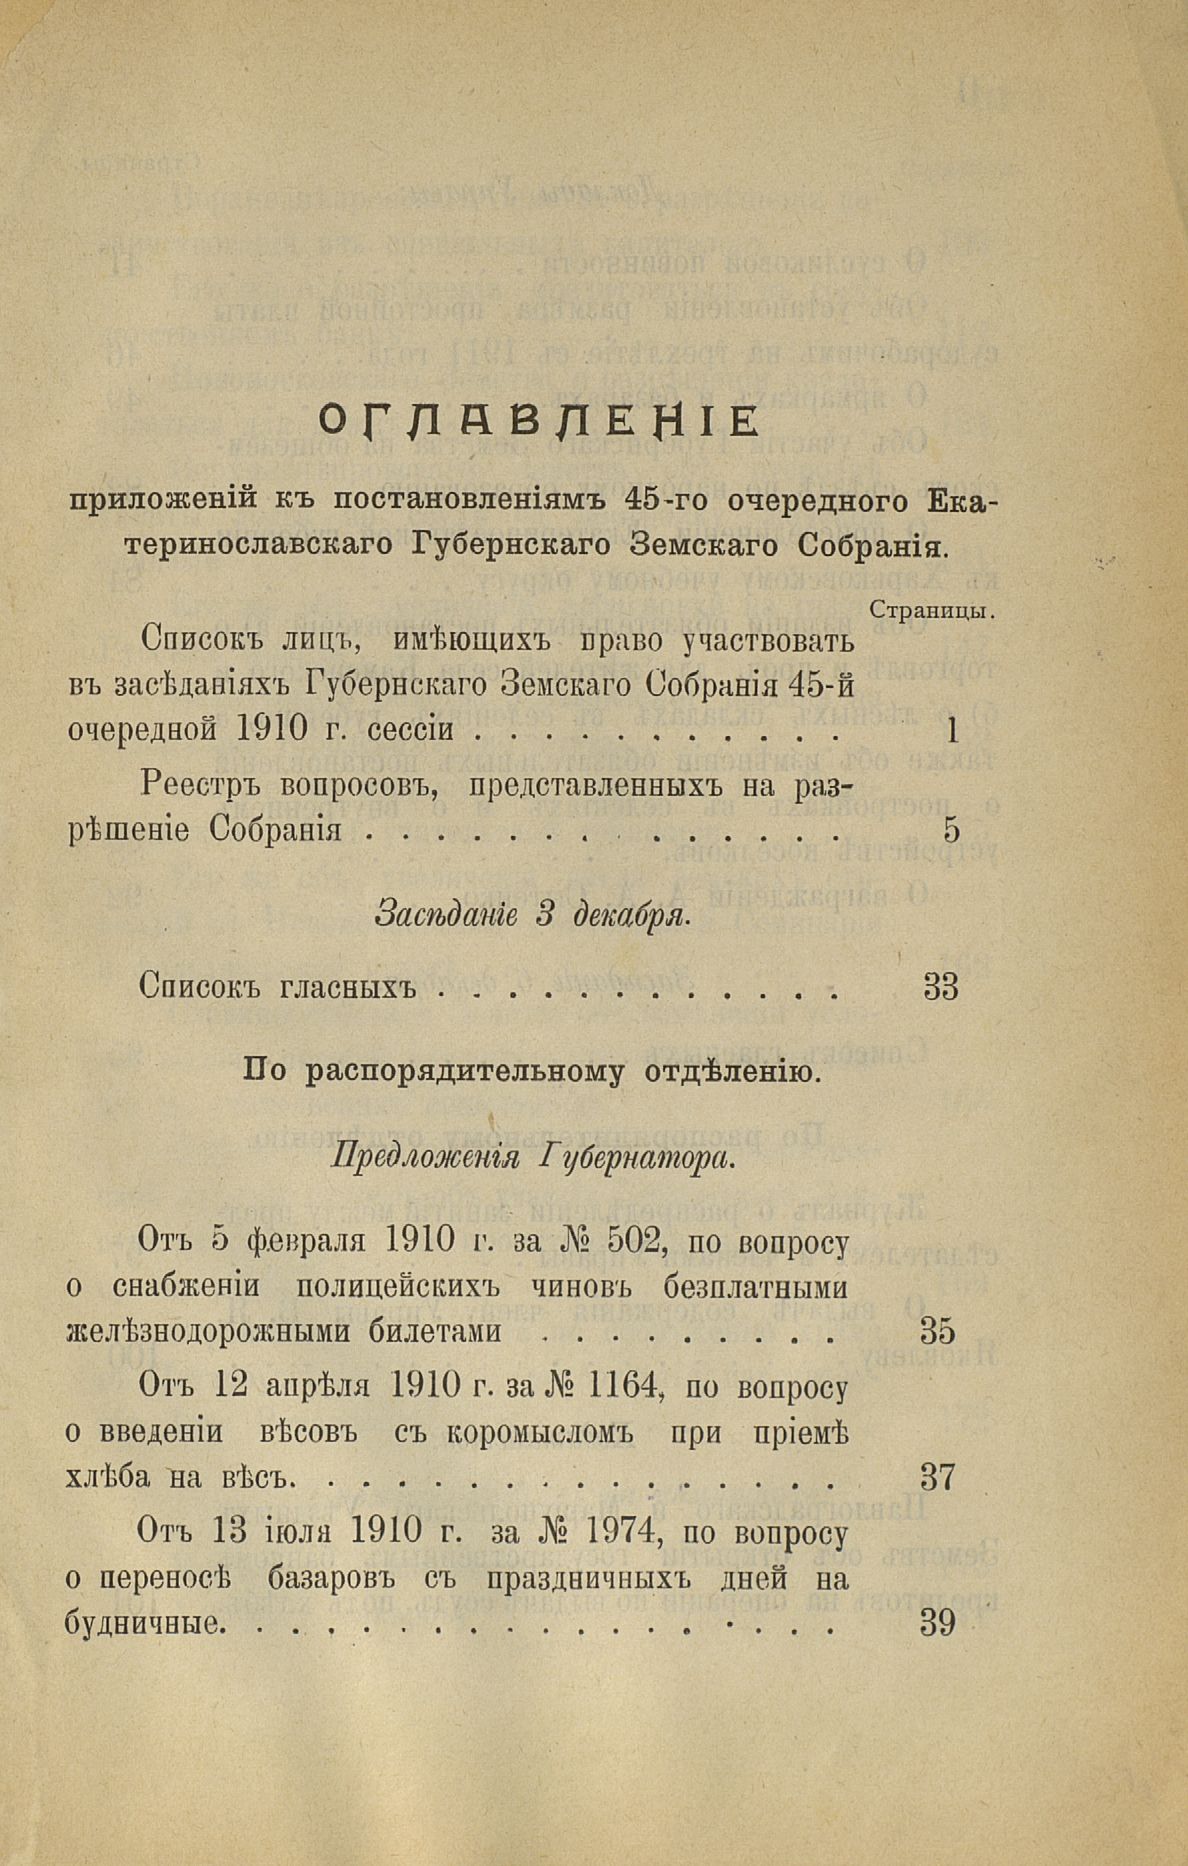 ОГЛАВЛЕНІЕ
приложеній къ постановленіямъ 45-го очередного Ека-
теринославскаго Губернскаго Земскаго Собранія.
Страницы.
Списокъ лицъ, имѣющихъ право участвовать
въ засѣданіяхъ Губернскаго Земскаго Собранія 45-й
очередной 1910 г. сессіи . . . . . . . . . . . 1
Реестръ вопросовъ, представленныхъ на раз-
рѣшеніе Собранія . . . . . . . . . . . . . . 5
Засѣданіе 3 декабря.
Списокъ гласныхъ . . . . . . . . . . . . 33
По распорядительному отдѣленію.
Предложенія Губернатора.
Отъ 5 февраля 1910 г. за № 502, по вопросу
о снабженіи полицейскихъ чиновъ безплатными
желѣзнодорожными билетами . . . . . . . . . 35
Отъ 12 апрѣля 1910 г. за № 1164, по вопросу
о введеніи вѣсовъ съ коромысломъ при пріемѣ
хлѣба на вѣсъ. . . . . . . . . . . . . . . . 37
Отъ 13 іюля 1910 г. за № 1974, по вопросу
о переносѣ базаровъ съ праздничныхъ дней на
будничные. . . . . . . . . . . . . . . . . . 39